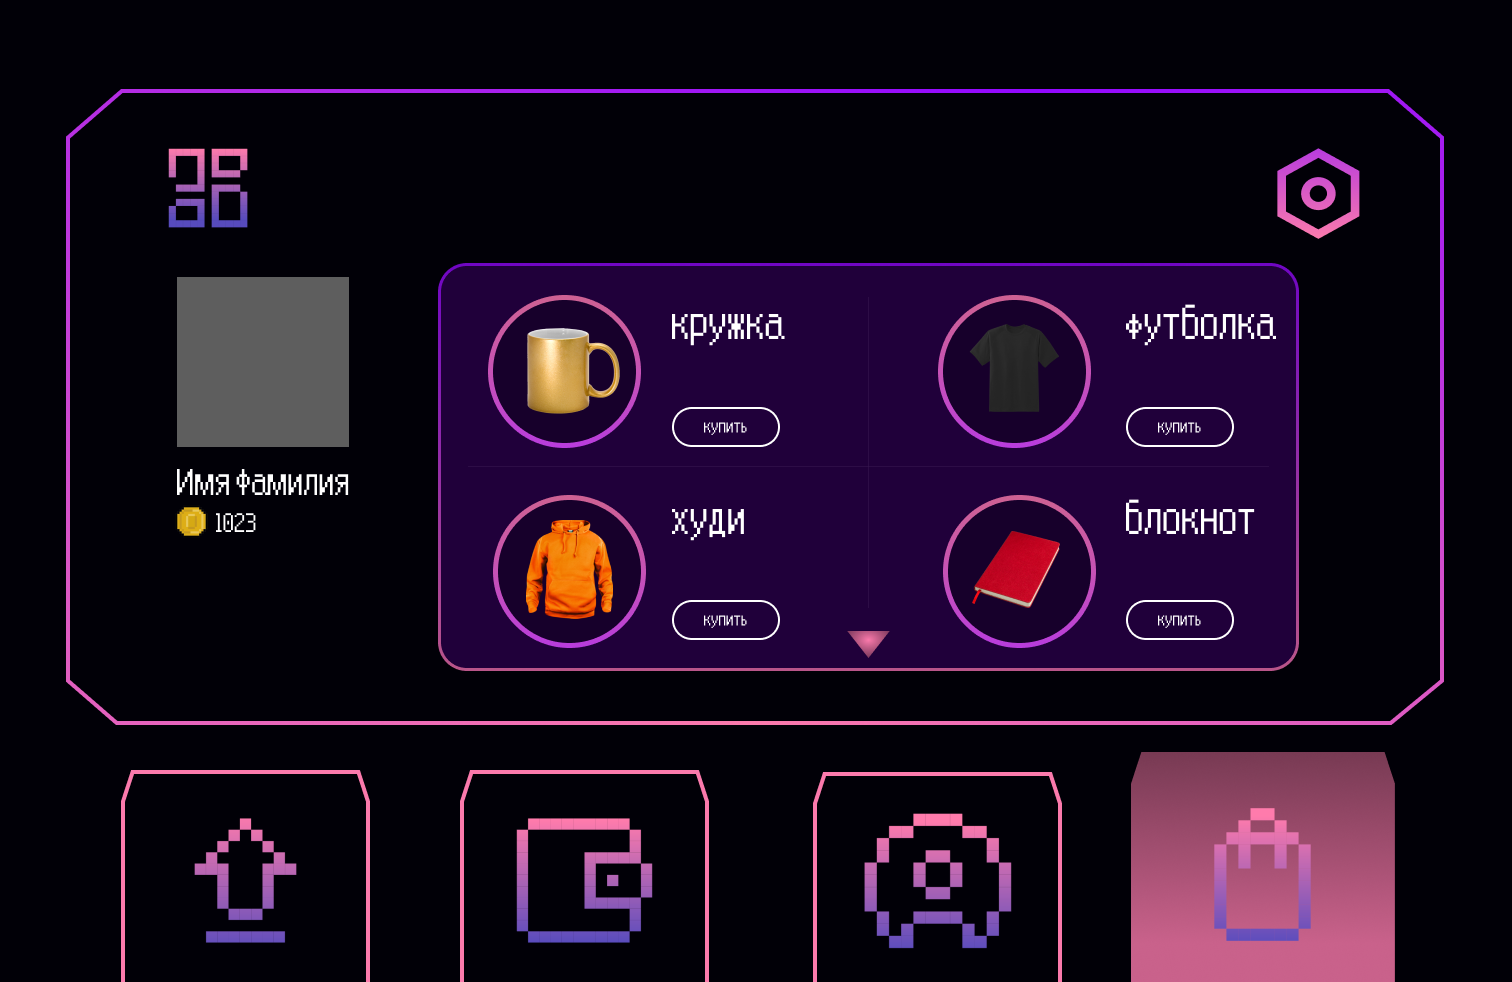 Имя Фамилия
1023
кружка
купить
футболка
купить
худи
купить
блокнот
купить